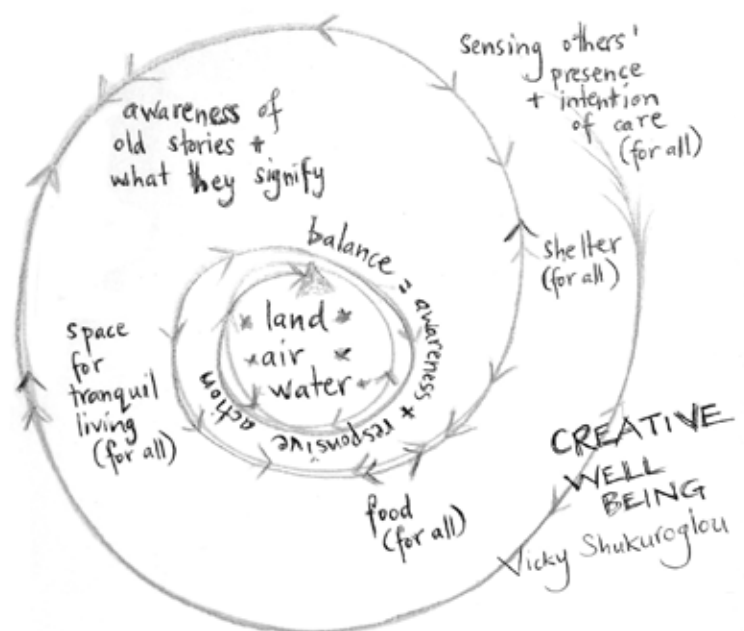 sensing others'
presence
+ intention
of care
(for all)
awareness of
old stories +
what they signify
balance = awareness + responsive action
shelter
(for all)
land
air
water
space
for
tranquil
living
(for all)
food
(for all)
CREATIVE
WELL
BEING
Vicky Shukuroglou